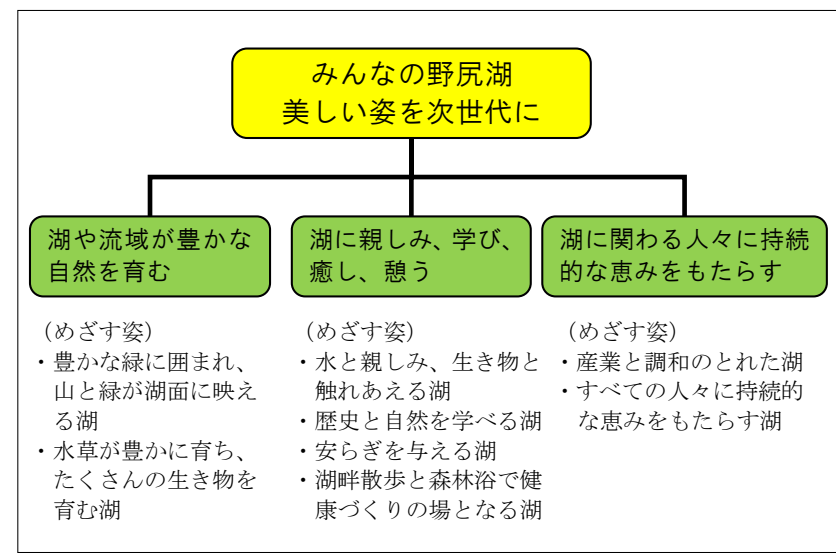 みんなの野尻湖
美しい姿を次世代に
湖や流域が豊かな
自然を育む
(めざす姿)
・豊かな緑に囲まれ、
山と緑が湖面に映え
る湖
・水草が豊かに育ち、
たくさんの生き物を
育む湖
湖に親しみ、学び、
癒し、憩う
(めざす姿)
・水と親しみ、生き物と
触れあえる湖
・歴史と自然を学べる湖
・安らぎを与える湖
・湖畔散歩と森林浴で健
康づくりの場となる湖
湖に関わる人々に持続
的な恵みをもたらす
(めざす姿)
・産業と調和のとれた湖
・すべての人々に持続的
な恵みをもたらす湖